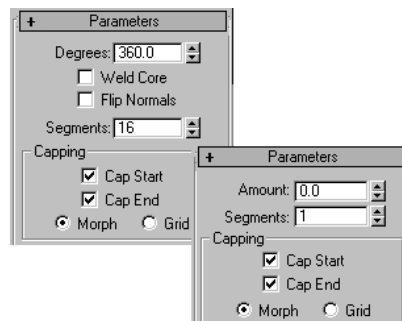 + Parameters
Degrees: 360.0
Weld Core
Flip Normals
Segments: 16
Capping
Cap Start
Cap End
Morph Grid
+ Parameters
Amount: 0.0
Segments: 1
Capping
Cap Start
Cap End
Morph Grid